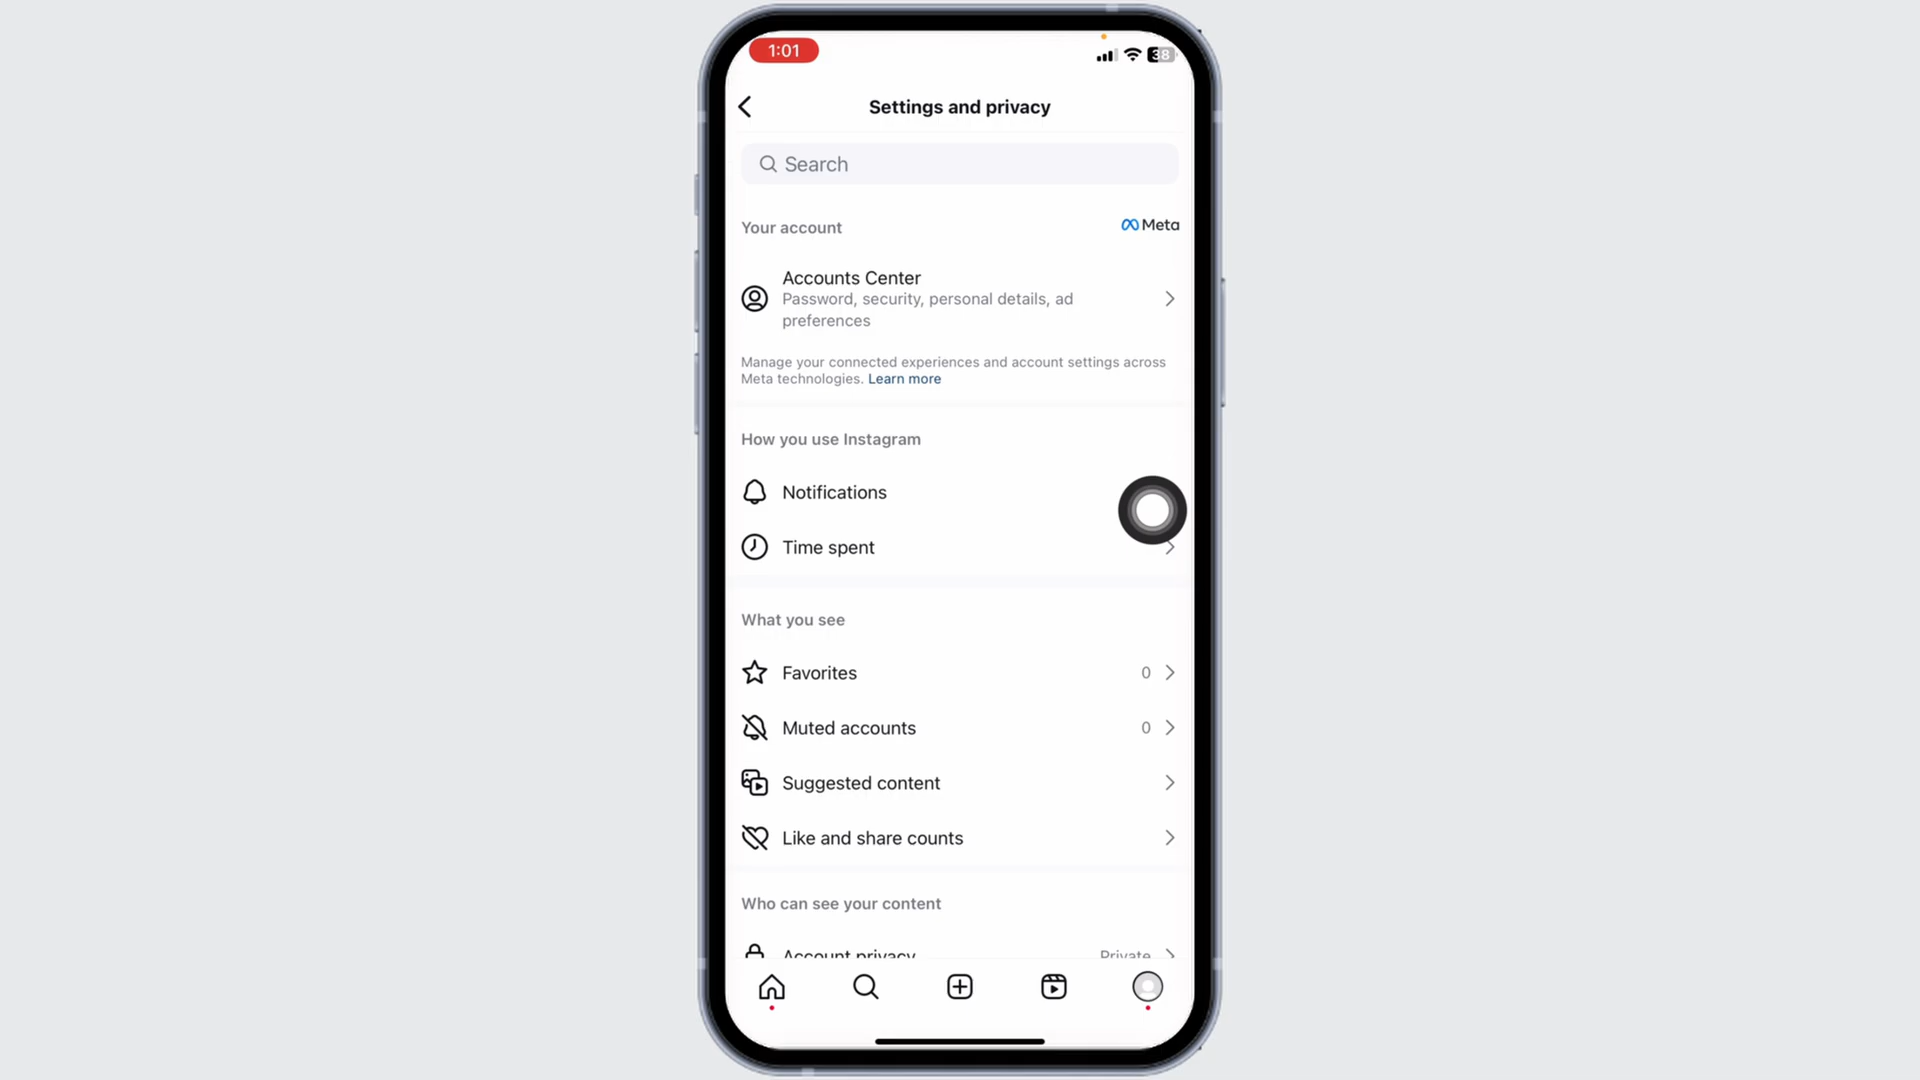 1:01
38
Settings and privacy
Search
Your account
Meta
Accounts Center
Password, security, personal details, ad
preferences
Manage your connected experiences and account settings across
Meta technologies. Learn more
How you use Instagram
Notifications
Time spent
What you see
Favorites 0
Muted accounts 0
Suggested content
Like and share counts
Who can see your content
Account privacy Private